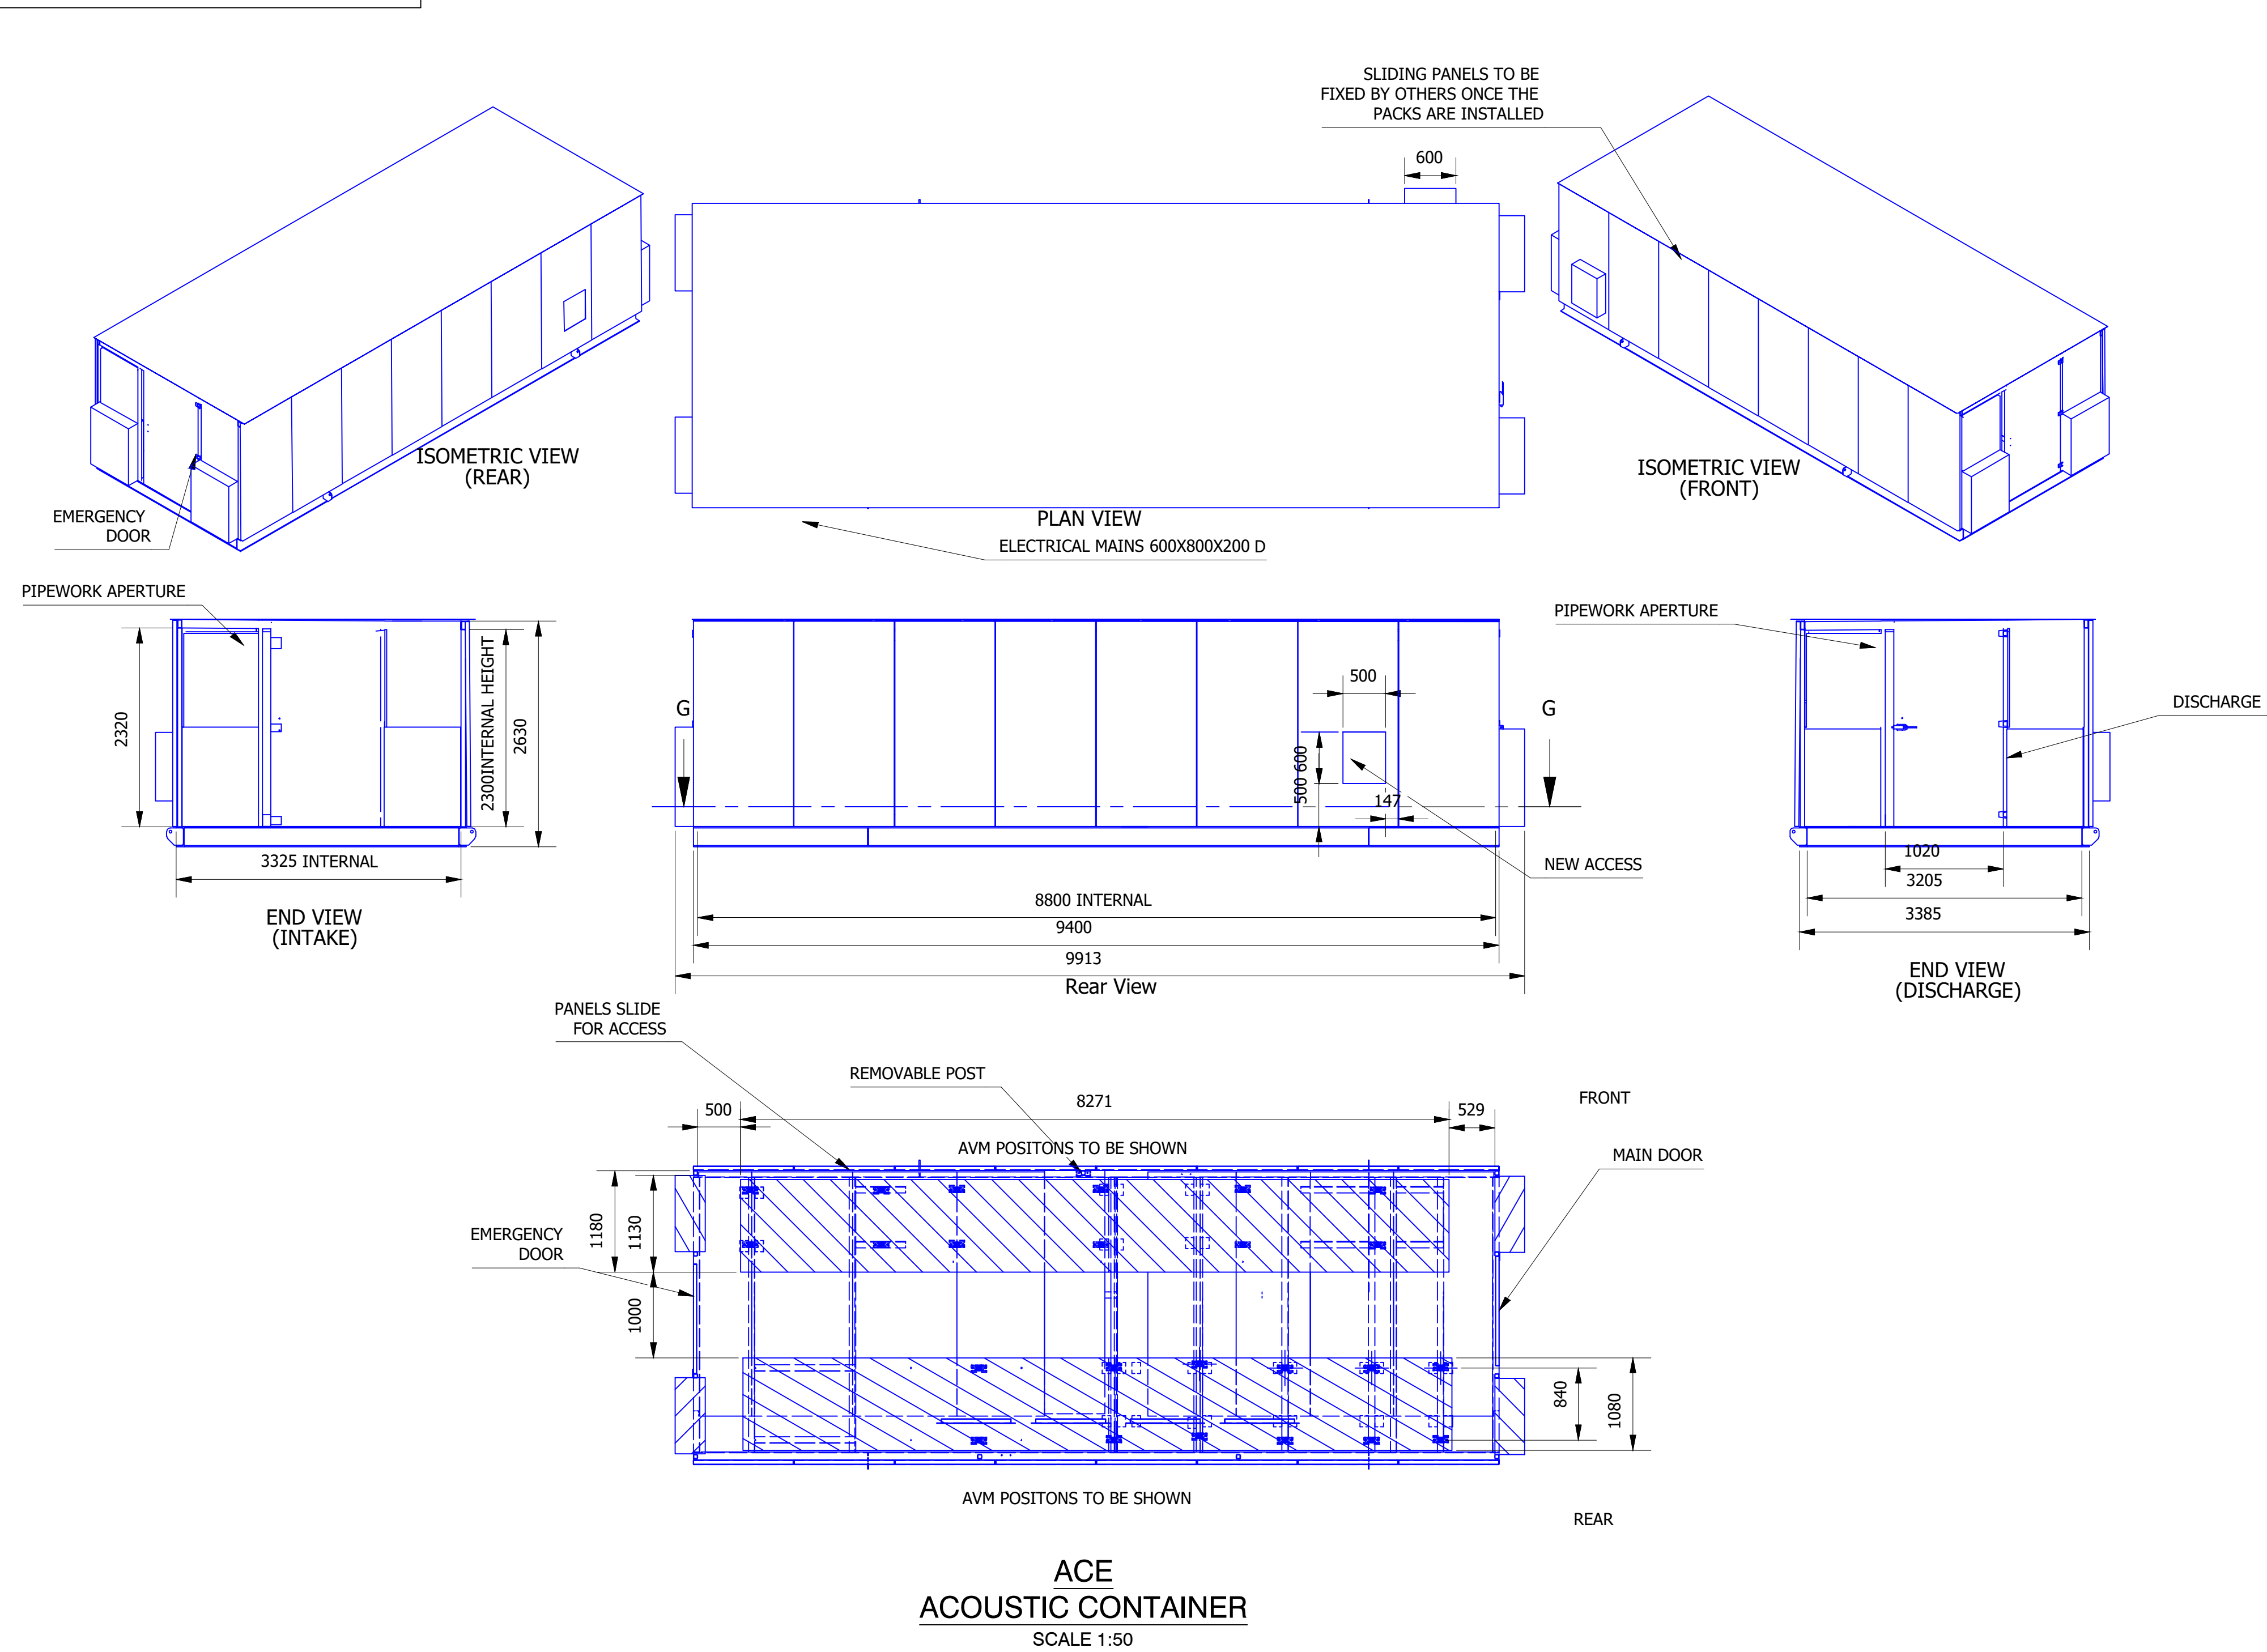 SLIDING PANELS TO BE
FIXED BY OTHERS ONCE THE
PACKS ARE INSTALLED
600
ISOMETRIC VIEW
(REAR)
ISOMETRIC VIEW
(FRONT)
EMERGENCY
DOOR
PLAN VIEW
ELECTRICAL MAINS 600X800X200 D
PIPEWORK APERTURE
2320
2300INTERNAL HEIGHT
2630
3325 INTERNAL
END VIEW
(INTAKE)
G
G
500
500 600
147
NEW ACCESS
8800 INTERNAL
9400
9913
Rear View
PIPEWORK APERTURE
DISCHARGE
1020
3205
3385
END VIEW
(DISCHARGE)
PANELS SLIDE
FOR ACCESS
REMOVABLE POST
500
8271
529
FRONT
AVM POSITONS TO BE SHOWN
MAIN DOOR
EMERGENCY
DOOR
1180
1130
1000
840
1080
AVM POSITONS TO BE SHOWN
REAR
ACE
ACOUSTIC CONTAINER
SCALE 1:50